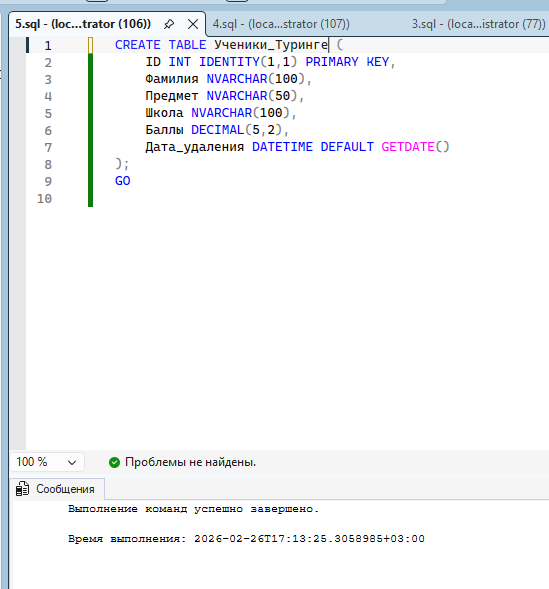 5.sql - (loc...trator (106))
4.sql - (loca...istrator (107))
3.sql - (loca...istrator (77))
1 CREATE TABLE Ученики_Туринге (
2 ID INT IDENTITY(1,1) PRIMARY KEY,
3 Фамилия NVARCHAR(100),
4 Предмет NVARCHAR(50),
5 Школа NVARCHAR(100),
6 Баллы DECIMAL(5,2),
7 Дата_удаления DATETIME DEFAULT GETDATE()
8 );
9 GO
10
100 %
Проблемы не найдены.
Сообщения
Выполнение команд успешно завершено.
Время выполнения: 2026-02-26T17:13:25.3058985+03:00